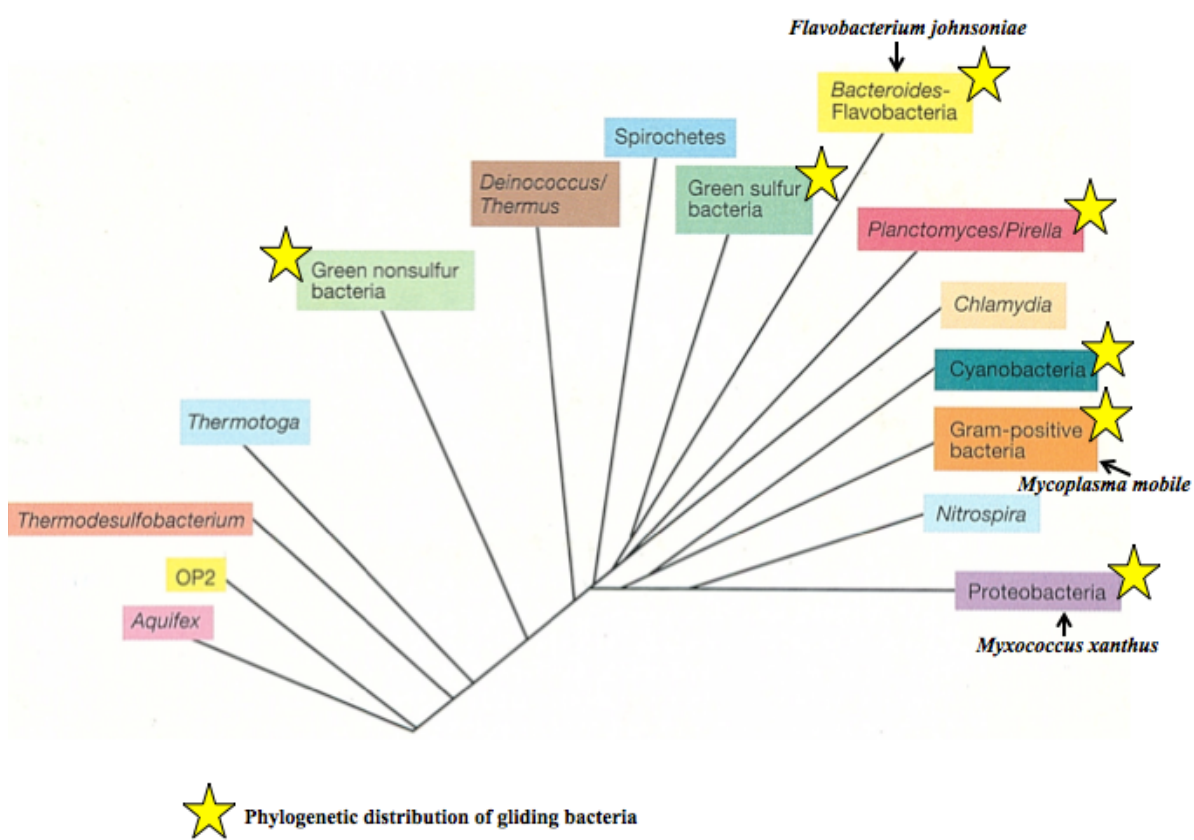 Flavobacterium johnsoniae
Bacteroides-
Flavobacteria
Spirochetes
Deinococcus/
Thermus
Green sulfur
bacteria
Planctomyces/Pirella
Green nonsulfur
bacteria
Chlamydia
Cyanobacteria
Thermotoga
Gram-positive
bacteria
Mycoplasma mobile
Thermodesulfobacterium
Nitrospira
OP2
Proteobacteria
Aquifex
Myxococcus xanthus
Phylogenetic distribution of gliding bacteria